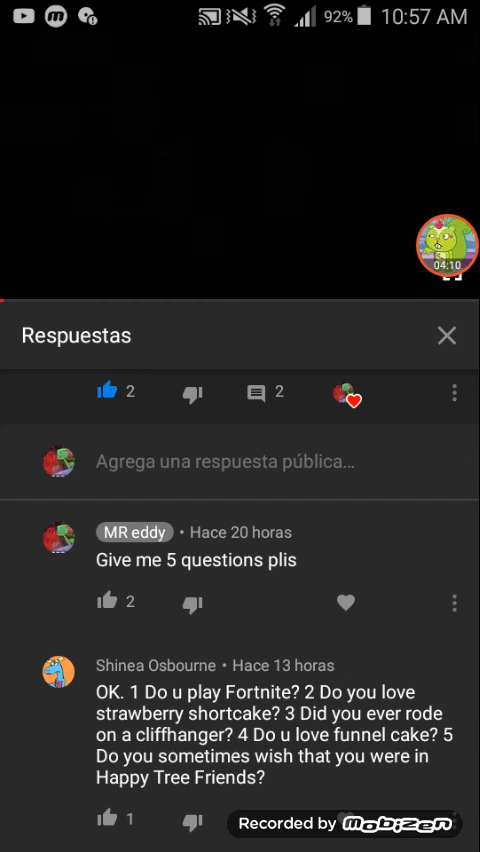 92% 10:57 AM
04:10
Respuestas
2 2
Agrega una respuesta pública...
MR eddy • Hace 20 horas
Give me 5 questions plis
2
Shinea Osbourne • Hace 13 horas
OK. 1 Do u play Fortnite? 2 Do you love
strawberry shortcake? 3 Did you ever rode
on a cliffhanger? 4 Do u love funnel cake? 5
Do you sometimes wish that you were in
Happy Tree Friends?
1
Recorded by mobizen